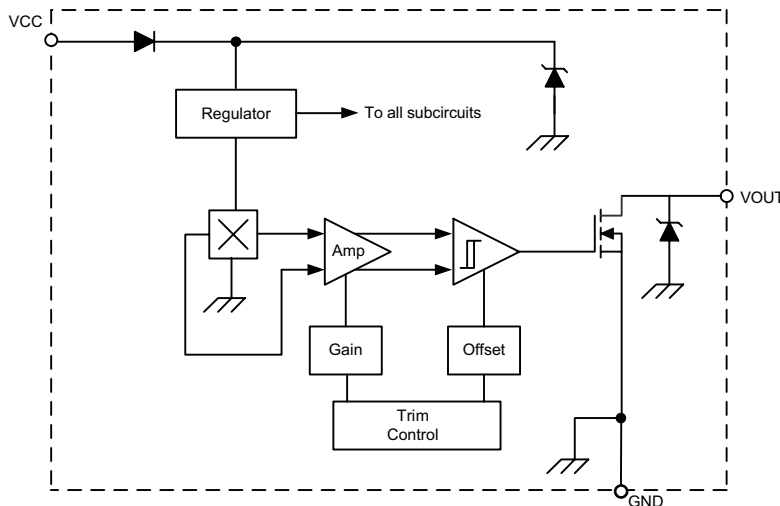 VCC
Regulator
To all subcircuits
VOUT
Amp
Gain
Offset
Trim
Control
GND